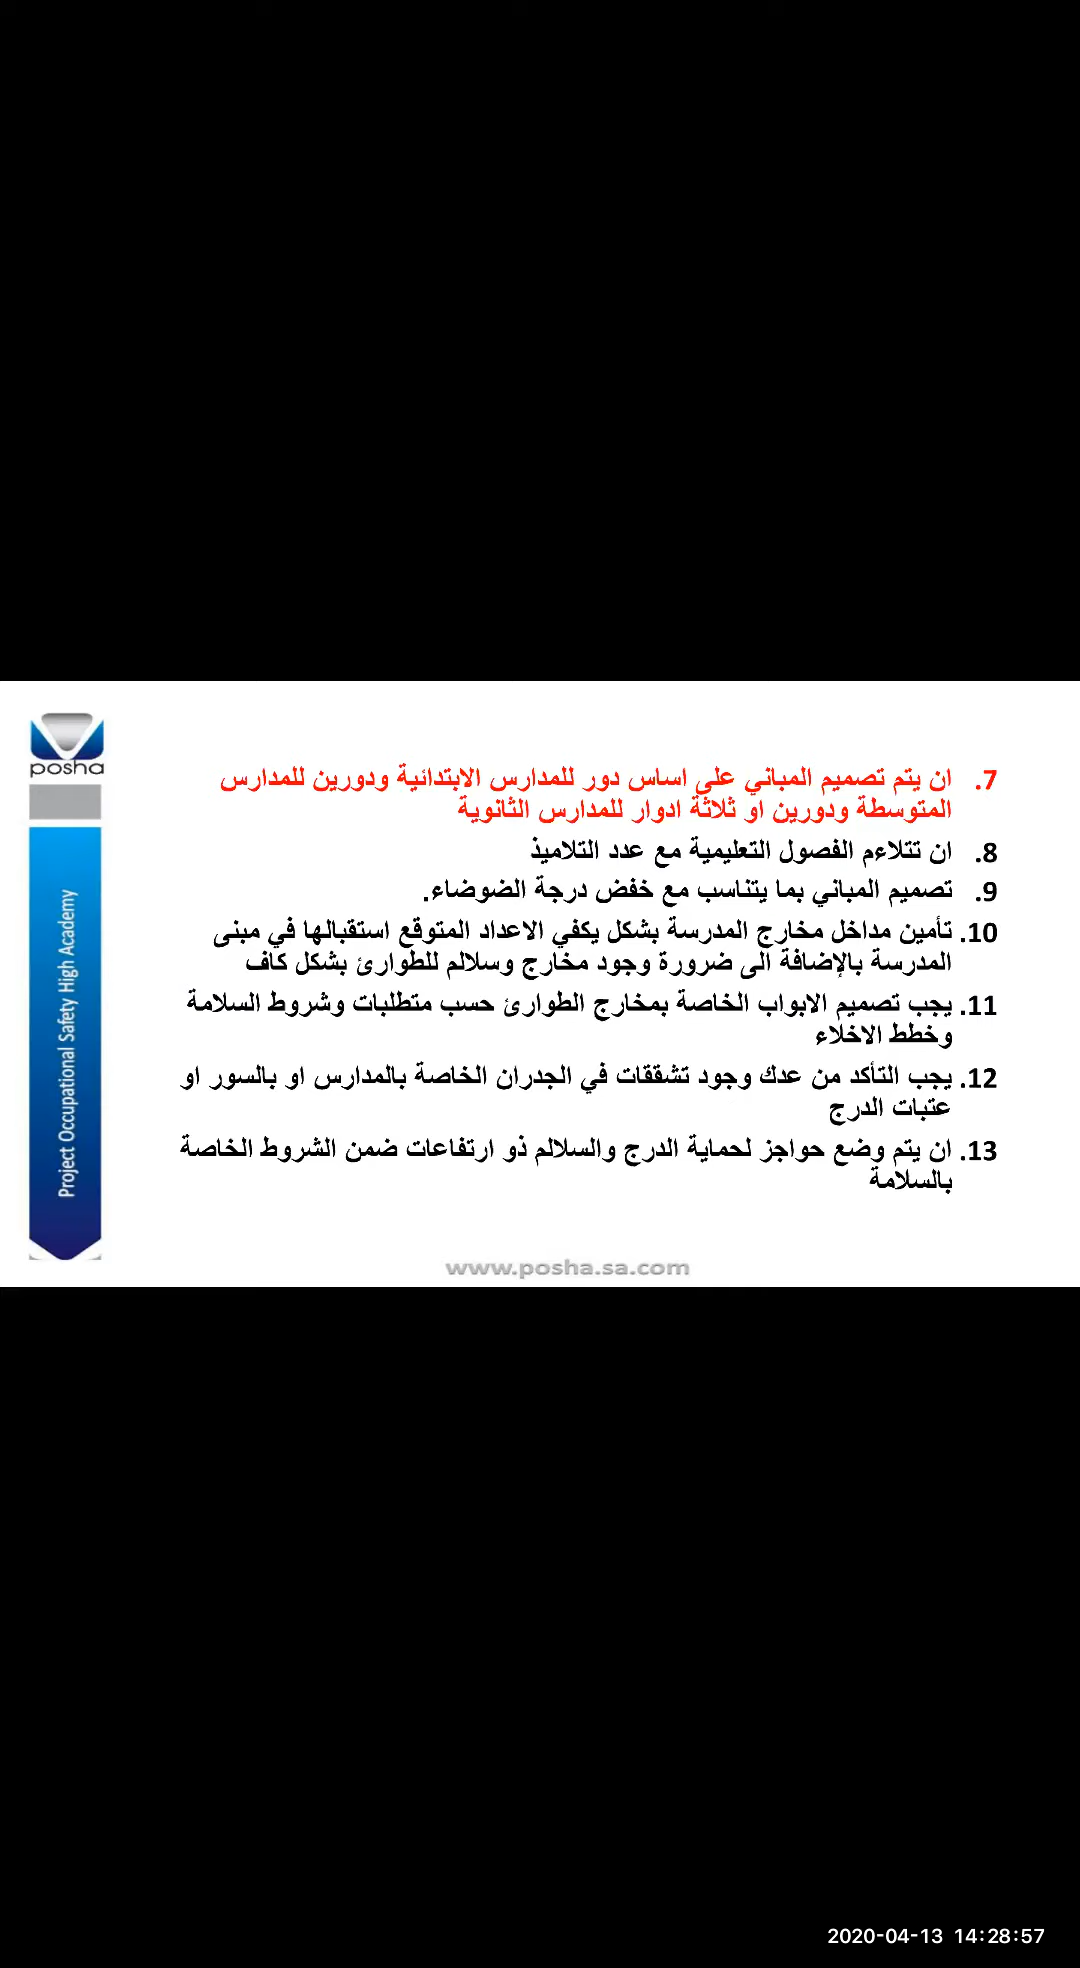 posha
Project Occupational Safety High Academy
7. ان يتم تصميم المباني على اساس دور للمدارس الابتدائية ودورين للمدارس
المتوسطة ودورين او ثلاثة ادوار للمدارس الثانوية
8. ان تتلاءم الفصول التعليمية مع عدد التلاميذ
9. تصميم المباني بما يتناسب مع خفض درجة الضوضاء.
10. تأمين مداخل مخارج المدرسة بشكل يكفي الاعداد المتوقع استقبالها في مبنى
المدرسة بالإضافة الى ضرورة وجود مخارج وسلالم للطوارئ بشكل كاف
11. يجب تصميم الابواب الخاصة بمخارج الطوارئ حسب متطلبات وشروط السلامة
وخطط الاخلاء
12. يجب التأكد من عدك وجود تشققات في الجدران الخاصة بالمدارس او بالسور او
عتبات الدرج
13. ان يتم وضع حواجز لحماية الدرج والسلالم ذو ارتفاعات ضمن الشروط الخاصة
بالسلامة
www.posha.sa.com
2020-04-13 14:28:57